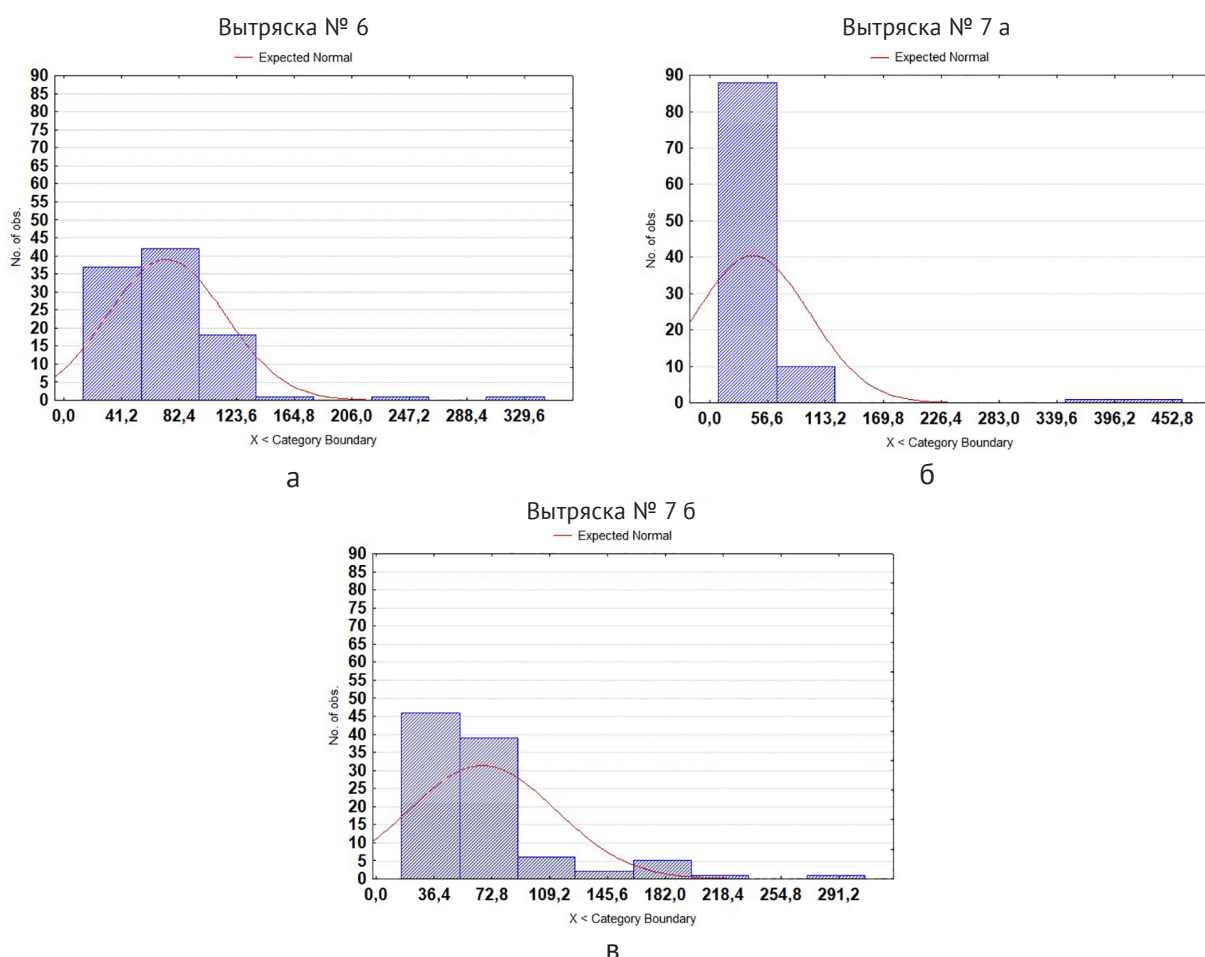 Вытряска № 6
Expected Normal
90
85
80
75
70
65
60
55
50
45
40
35
30
25
20
15
10
5
0
No. of obs.
0,0 41,2 82,4 123,6 164,8 206,0 247,2 288,4 329,6
X < Category Boundary
а
Вытряска № 7 а
Expected Normal
90
80
70
60
50
40
30
20
10
0
No. of obs.
0,0 56,6 113,2 169,8 226,4 283,0 339,6 396,2 452,8
X < Category Boundary
б
Вытряска № 7 б
Expected Normal
90
85
80
75
70
65
60
55
50
45
40
35
30
25
20
15
10
5
0
No. of obs.
0,0 36,4 72,8 109,2 145,6 182,0 218,4 254,8 291,2
X < Category Boundary
в